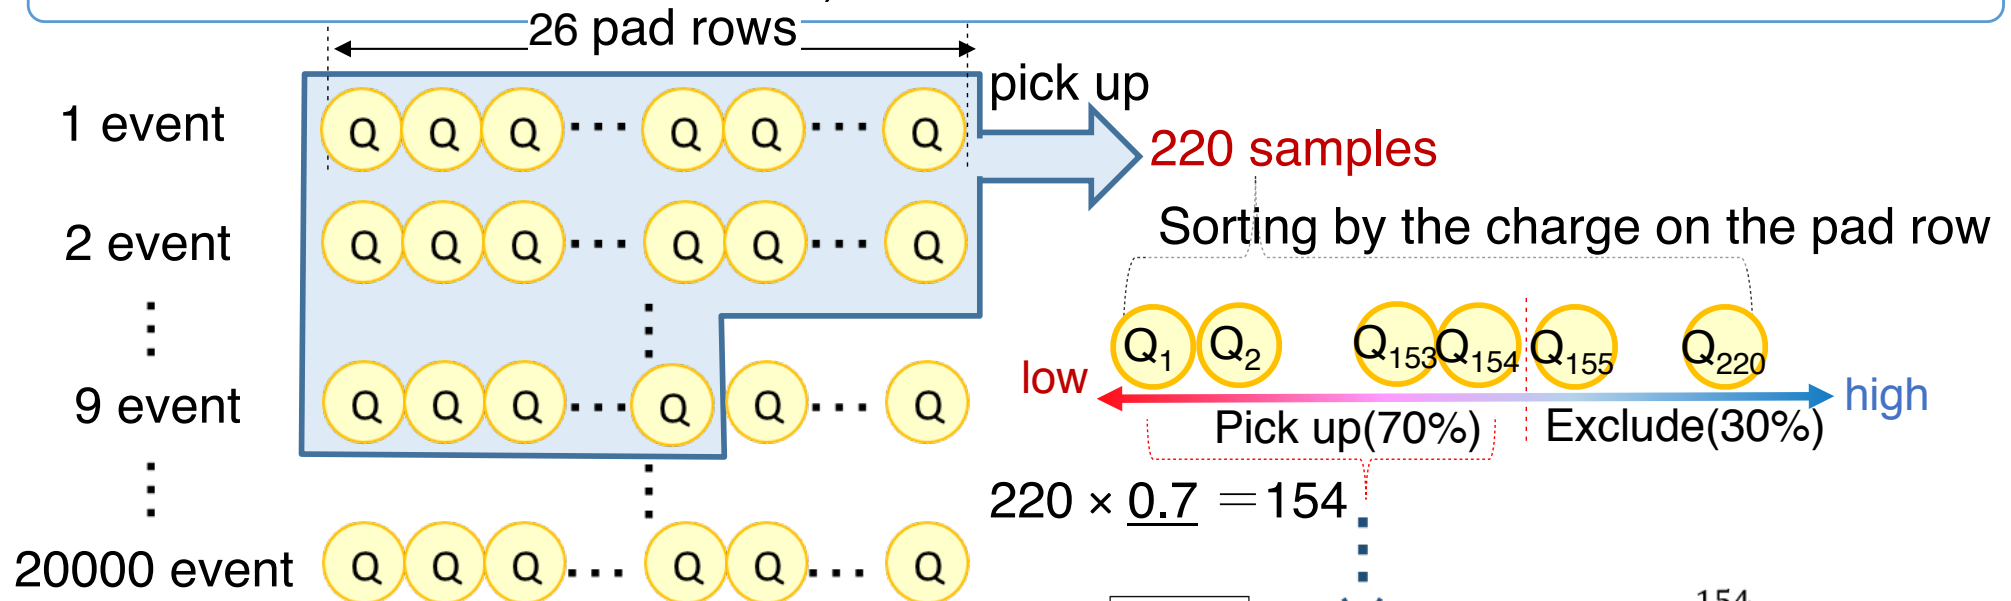 26 pad rows
pick up
1 event Q Q Q ... Q Q ... Q
220 samples
Sorting by the charge on the pad row
2 event Q Q Q ... Q Q ... Q
Q1 Q2 Q153 Q154 Q155 Q220
low high
9 event Q Q Q ... Q Q ... Q
Pick up(70%) Exclude(30%)
220 × 0.7 =154
20000 event Q Q Q ... Q Q ... Q
154